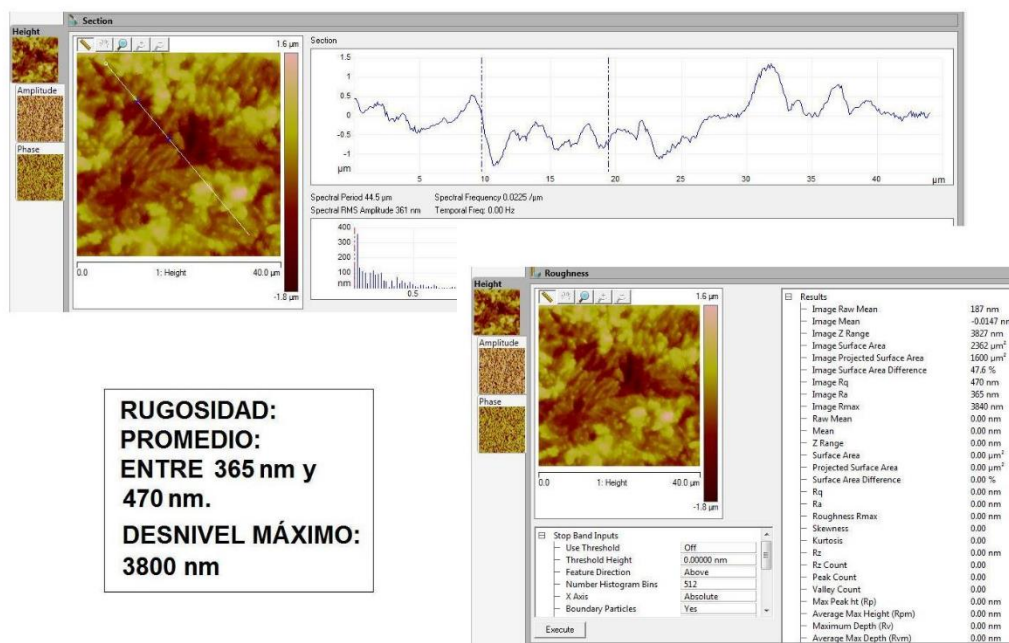 Section
Height
Amplitude
Phase
1.6 µm
-1.8 µm
0.0
1: Height
40.0 µm
Section
1.5
1
0.5
0
-0.5
-1
µm
5
10
15
20
25
30
35
40
µm
Spectral Period 44.5 µm
Spectral Frequency 0.0225 /µm
Spectral RMS Amplitude 361 nm
Temporal Freq: 0.00 Hz
400
300
200
100
nm
0.5
Roughness
Height
Amplitude
Phase
1.6 µm
-1.8 µm
0.0
1: Height
40.0 µm
Stop Band Inputs
Use Threshold Off
Threshold Height 0.00000 nm
Feature Direction Above
Number Histogram Bins 512
X Axis Absolute
Boundary Particles Yes
Execute
Results
Image Raw Mean 187 nm
Image Mean -0.0147 nm
Image Z Range 3827 nm
Image Surface Area 2362 µm²
Image Projected Surface Area 1600 µm²
Image Surface Area Difference 47.6 %
Image Rq 470 nm
Image Ra 365 nm
Image Rmax 3840 nm
Raw Mean 0.00 nm
Mean 0.00 nm
Z Range 0.00 nm
Surface Area 0.00 µm²
Projected Surface Area 0.00 µm²
Surface Area Difference 0.00 %
Rq 0.00 nm
Ra 0.00 nm
Roughness Rmax 0.00 nm
Skewness 0.00
Kurtosis 0.00
Rz 0.00 nm
Rz Count 0.00
Peak Count 0.00
Valley Count 0.00
Max Peak ht (Rp) 0.00 nm
Average Max Height (Rpm) 0.00 nm
Maximum Depth (Rv) 0.00 nm
Average Max Depth (Rvm) 0.00 nm
RUGOSIDAD:
PROMEDIO:
ENTRE 365 nm y
470 nm.
DESNIVEL MÁXIMO:
3800 nm